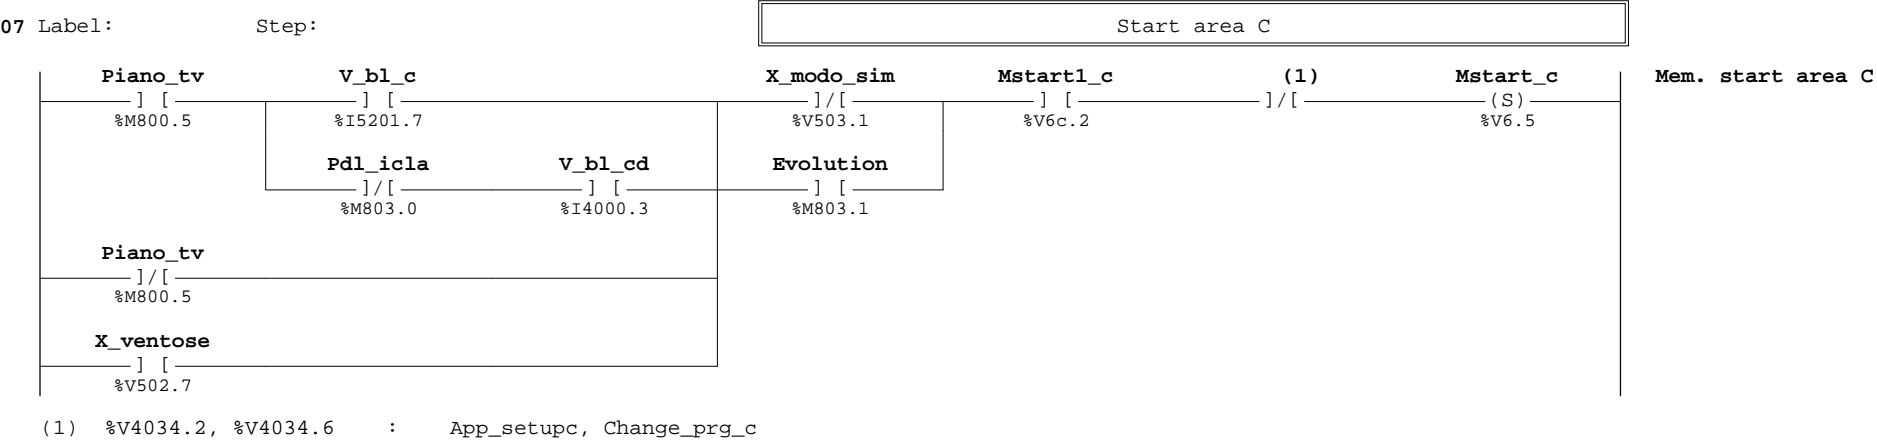 07 Label: Step: Start area C
Piano_tv V_bl_c X_modo_sim Mstart1_c (1) Mstart_c Mem. start area C
] [ ] [ ]/[ ] [ ]/[ (S)
%M800.5 %I5201.7 %V503.1 %V6c.2 %V6.5
Pdl_icla V_bl_cd Evolution
]/[ ] [ ] [
%M803.0 %I4000.3 %M803.1
Piano_tv
]/[
%M800.5
X_ventose
] [
%V502.7
(1) %V4034.2, %V4034.6 : App_setupc, Change_prg_c